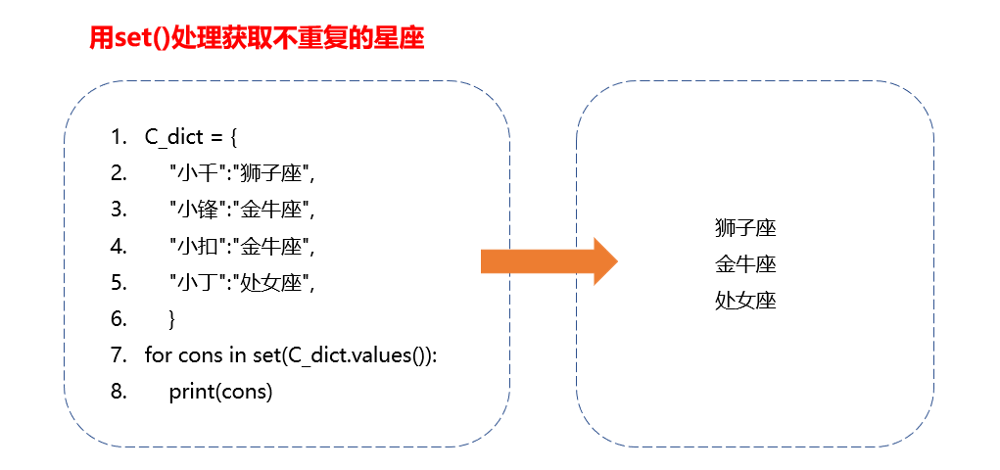 用set()处理获取不重复的星座
1. C_dict = {
2. "小千":"狮子座",
3. "小锋":"金牛座",
4. "小扣":"金牛座",
5. "小丁":"处女座",
6. }
7. for cons in set(C_dict.values()):
8. print(cons)
狮子座
金牛座
处女座